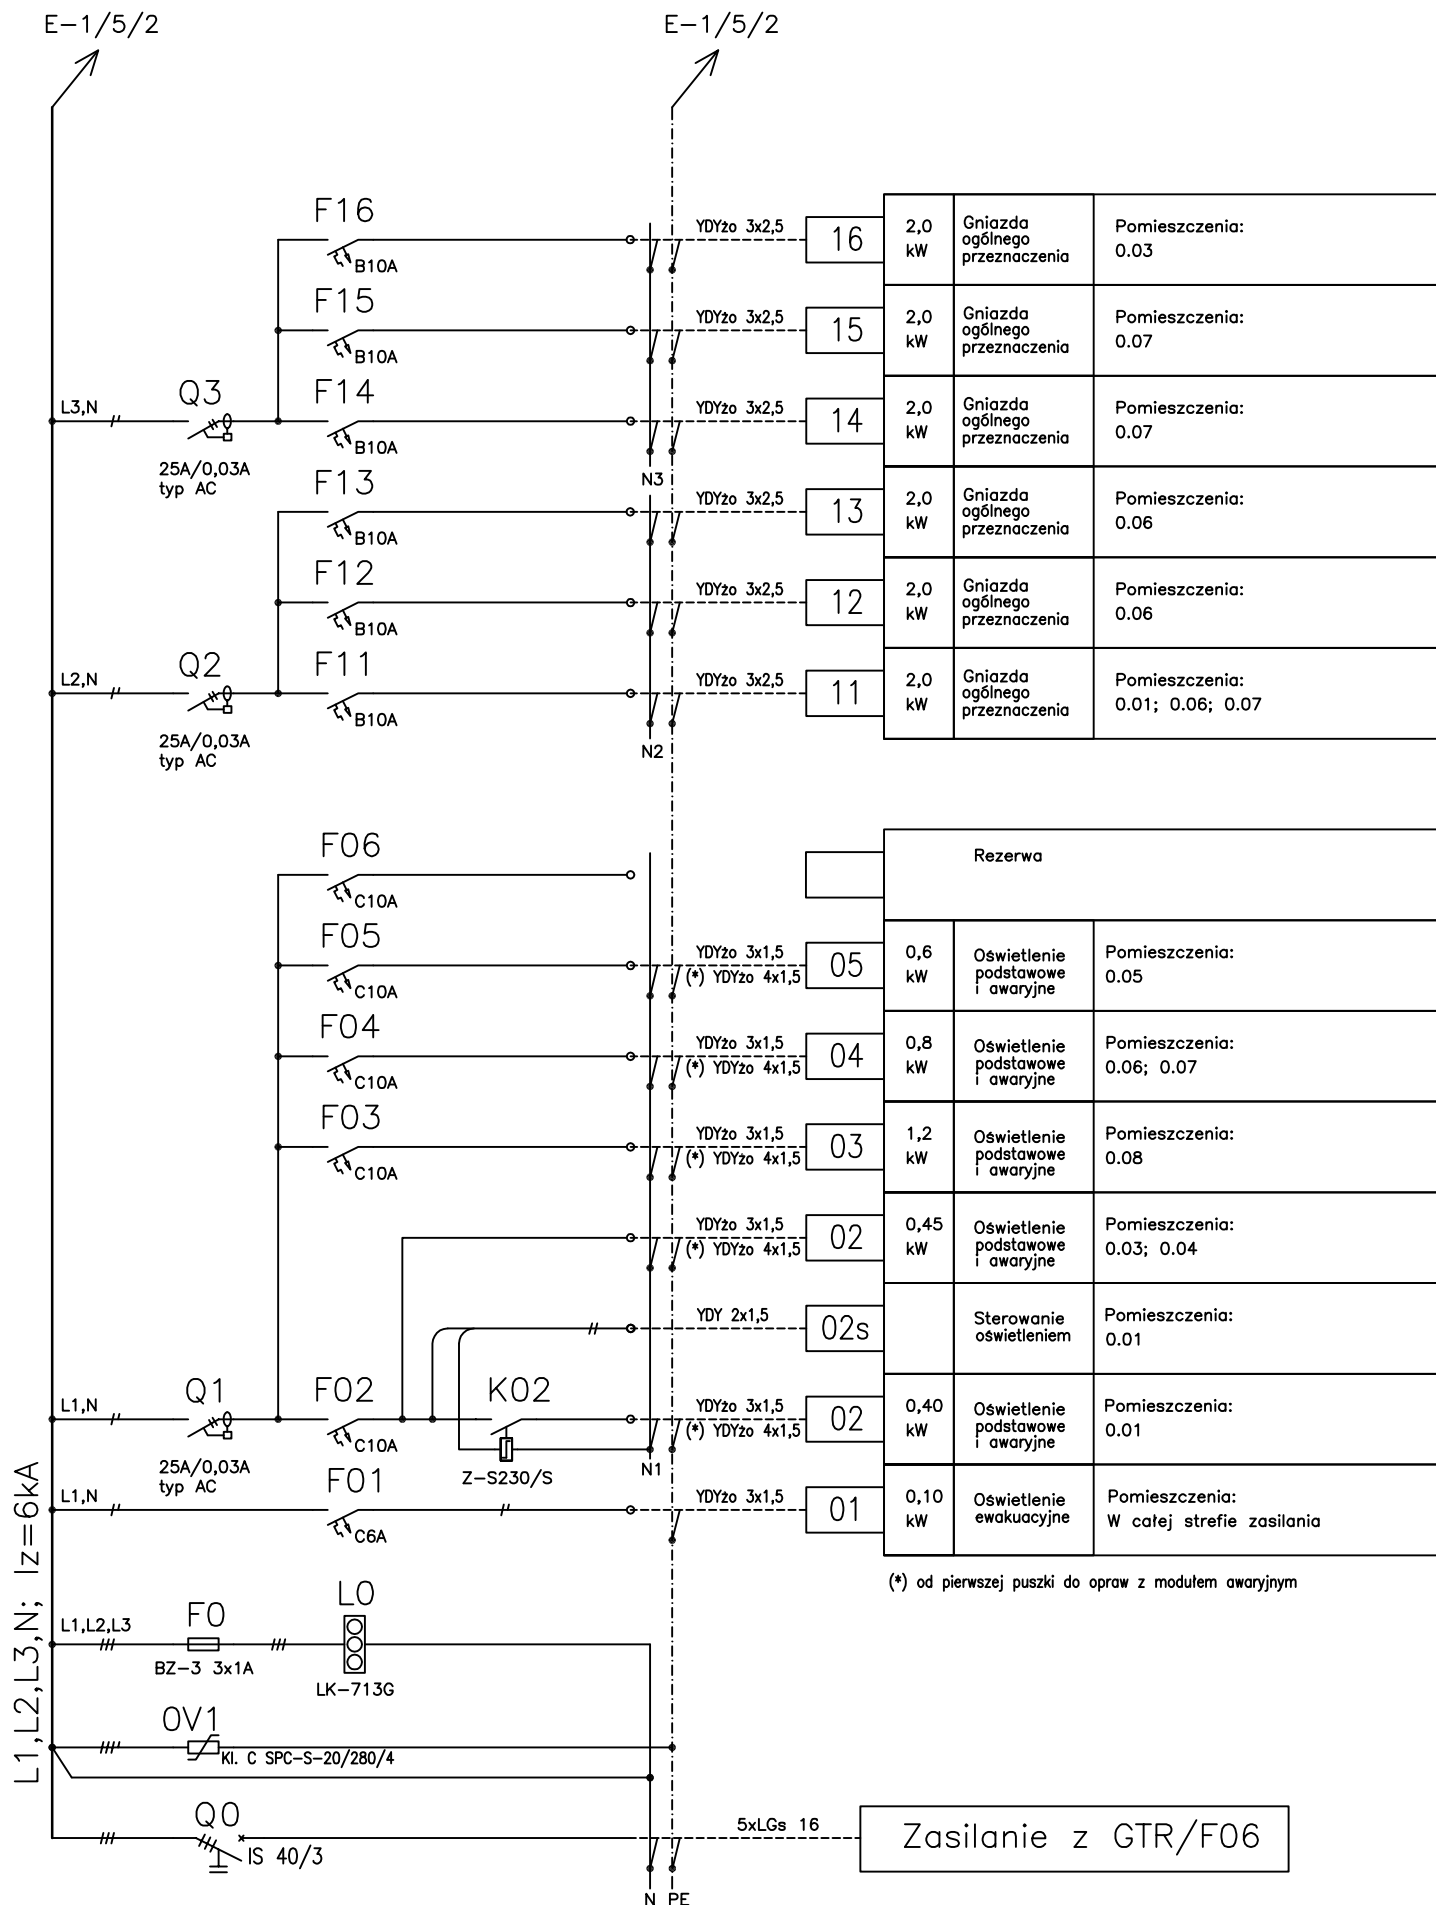 E-1/5/2
E-1/5/2
F16
B10A
YDYżo 3x2,5
16
2,0
kW
Gniazda
ogólnego
przeznaczenia
Pomieszczenia:
0.03
F15
B10A
YDYżo 3x2,5
15
2,0
kW
Gniazda
ogólnego
przeznaczenia
Pomieszczenia:
0.07
L3,N
Q3
25A/0,03A
typ AC
F14
B10A
YDYżo 3x2,5
14
2,0
kW
Gniazda
ogólnego
przeznaczenia
Pomieszczenia:
0.07
N3
F13
B10A
YDYżo 3x2,5
13
2,0
kW
Gniazda
ogólnego
przeznaczenia
Pomieszczenia:
0.06
F12
B10A
YDYżo 3x2,5
12
2,0
kW
Gniazda
ogólnego
przeznaczenia
Pomieszczenia:
0.06
L2,N
Q2
25A/0,03A
typ AC
F11
B10A
YDYżo 3x2,5
11
2,0
kW
Gniazda
ogólnego
przeznaczenia
Pomieszczenia:
0.01; 0.06; 0.07
N2
F06
C10A
Rezerwa
F05
C10A
YDYżo 3x1,5
(*) YDYżo 4x1,5
05
0,6
kW
Oświetlenie
podstawowe
i awaryjne
Pomieszczenia:
0.05
F04
C10A
YDYżo 3x1,5
(*) YDYżo 4x1,5
04
0,8
kW
Oświetlenie
podstawowe
i awaryjne
Pomieszczenia:
0.06; 0.07
F03
C10A
YDYżo 3x1,5
(*) YDYżo 4x1,5
03
1,2
kW
Oświetlenie
podstawowe
i awaryjne
Pomieszczenia:
0.08
YDYżo 3x1,5
(*) YDYżo 4x1,5
02
0,45
kW
Oświetlenie
podstawowe
i awaryjne
Pomieszczenia:
0.03; 0.04
YDY 2x1,5
02s
Sterowanie
oświetleniem
Pomieszczenia:
0.01
L1,N
Q1
25A/0,03A
typ AC
F02
C10A
K02
Z-S230/S
N1
YDYżo 3x1,5
(*) YDYżo 4x1,5
02
0,40
kW
Oświetlenie
podstawowe
i awaryjne
Pomieszczenia:
0.01
L1,N
F01
C6A
YDYżo 3x1,5
01
0,10
kW
Oświetlenie
ewakuacyjne
Pomieszczenia:
W całej strefie zasilania
(*) od pierwszej puszki do opraw z modułem awaryjnym
L1,L2,L3,N; Iz=6kA
L1,L2,L3
F0
BZ-3 3x1A
L0
LK-713G
OV1
Kl. C SPC-S-20/280/4
Q0
IS 40/3
5xLGs 16
Zasilanie z GTR/F06
N PE